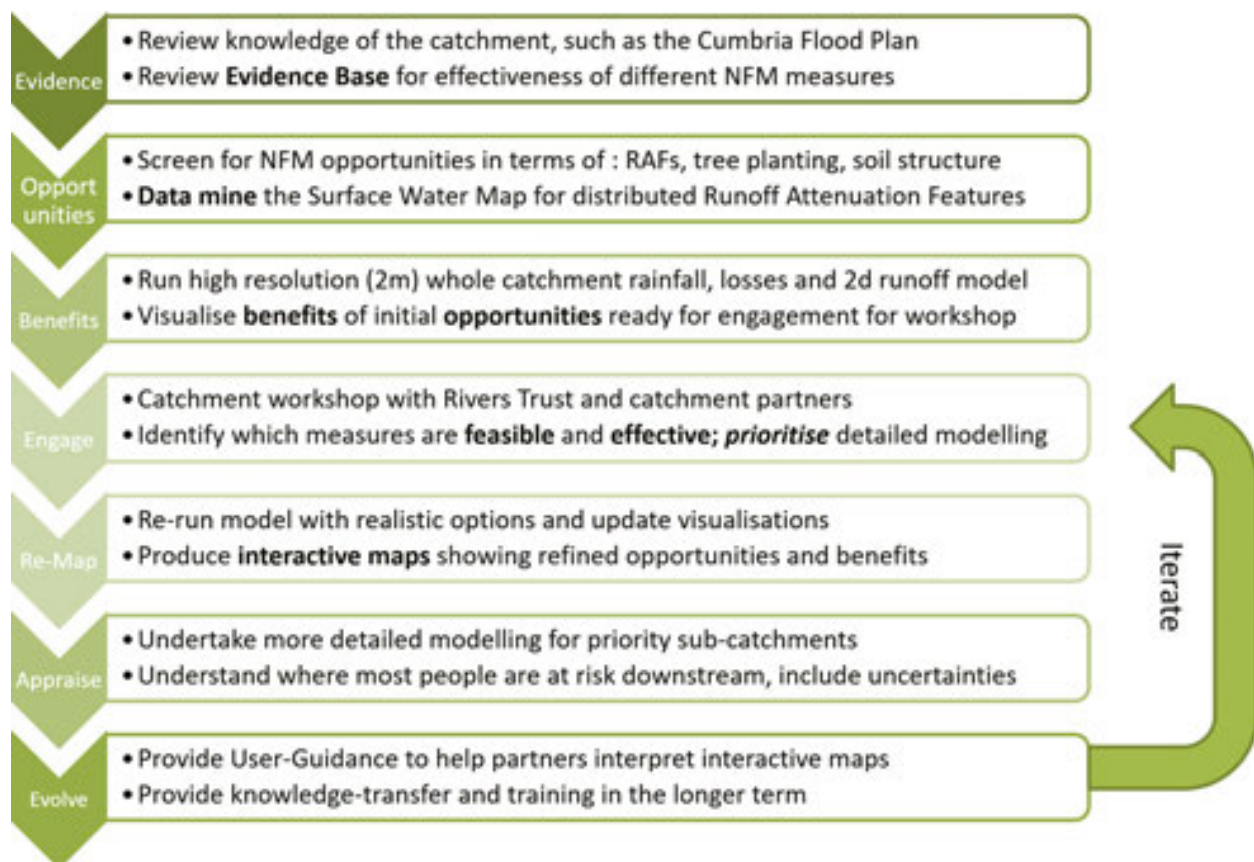 Evidence
• Review knowledge of the catchment, such as the Cumbria Flood Plan
• Review Evidence Base for effectiveness of different NFM measures
Opport
unities
• Screen for NFM opportunities in terms of : RAFs, tree planting, soil structure
• Data mine the Surface Water Map for distributed Runoff Attenuation Features
Benefits
• Run high resolution (2m) whole catchment rainfall, losses and 2d runoff model
• Visualise benefits of initial opportunities ready for engagement for workshop
Engage
• Catchment workshop with Rivers Trust and catchment partners
• Identify which measures are feasible and effective; prioritise detailed modelling
Re-Map
• Re-run model with realistic options and update visualisations
• Produce interactive maps showing refined opportunities and benefits
Appraise
• Undertake more detailed modelling for priority sub-catchments
• Understand where most people are at risk downstream, include uncertainties
Evolve
• Provide User-Guidance to help partners interpret interactive maps
• Provide knowledge-transfer and training in the longer term
Iterate